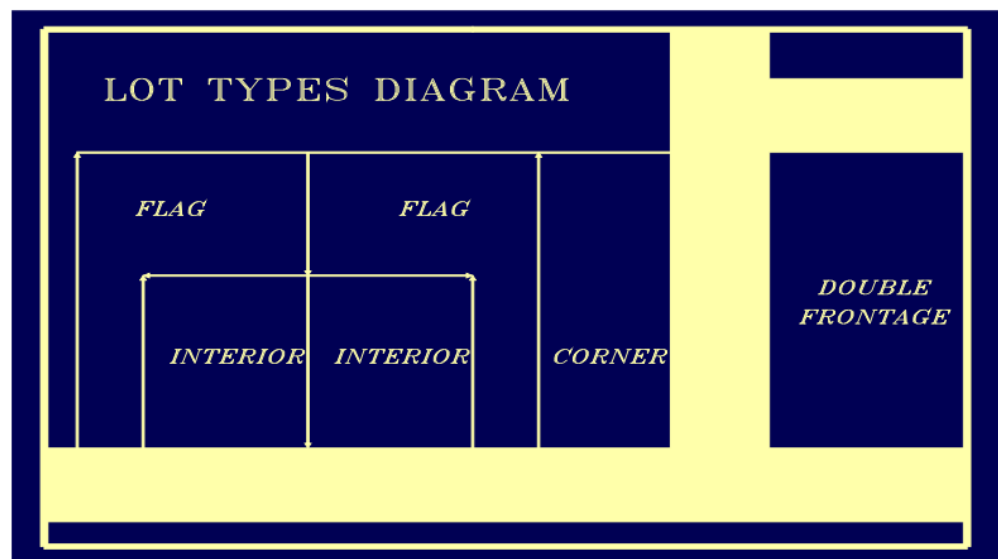 LOT TYPES DIAGRAM
FLAG
FLAG
DOUBLE
FRONTAGE
INTERIOR
INTERIOR
CORNER